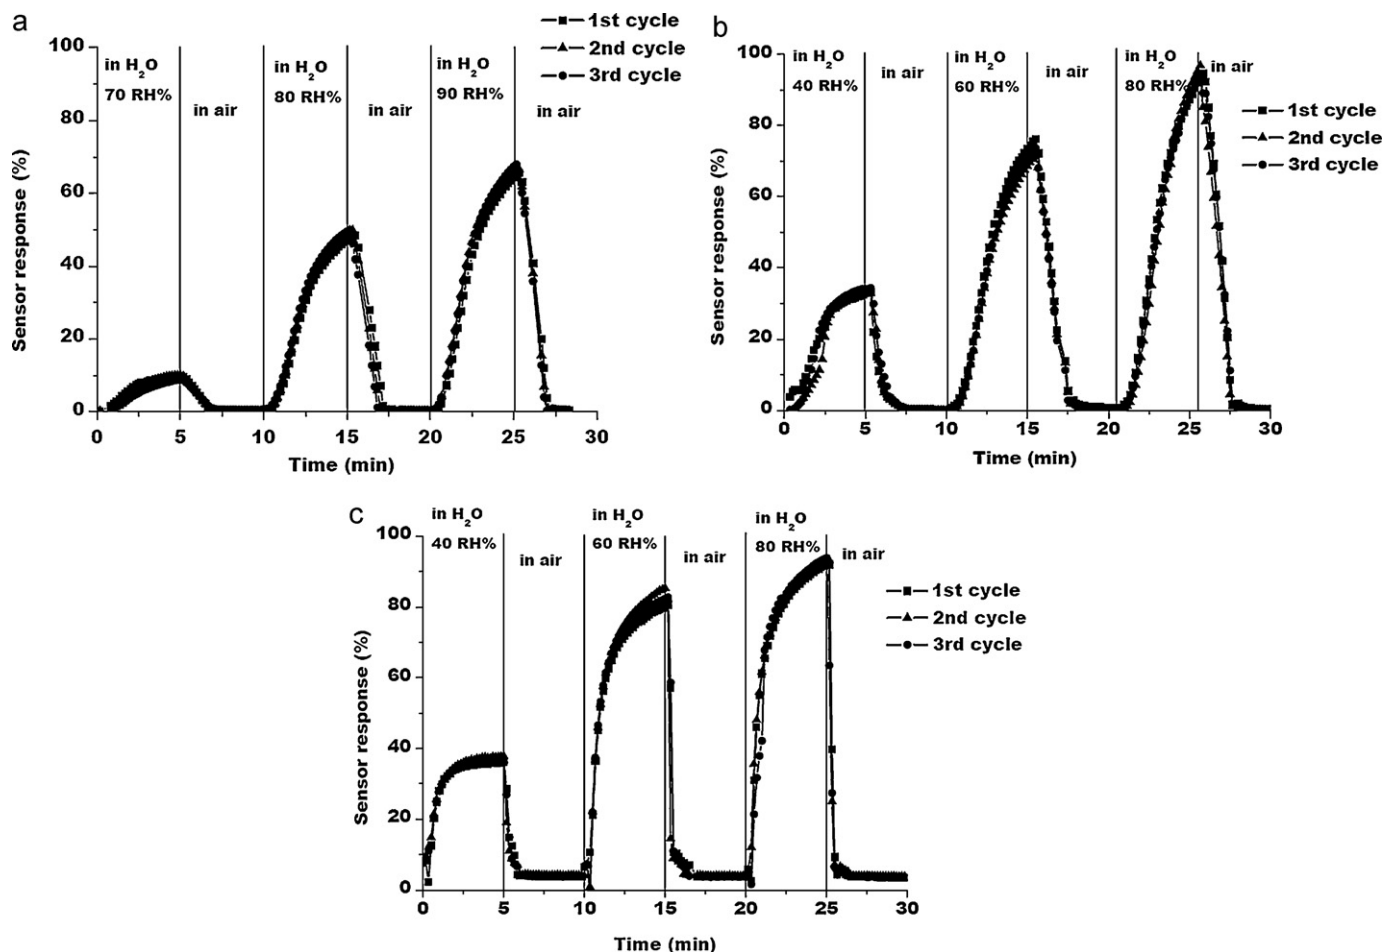 a
1st cycle
2nd cycle
3rd cycle
in H2O
70 RH%
in air
in H2O
80 RH%
in air
in H2O
90 RH%
in air
100
80
60
40
20
0
Sensor response (%)
0 5 10 15 20 25 30
Time (min)
b
in H2O
40 RH%
in air
in H2O
60 RH%
in air
in H2O
80 RH%
in air
1st cycle
2nd cycle
3rd cycle
100
80
60
40
20
0
Sensor response (%)
0 5 10 15 20 25 30
Time (min)
c
in H2O
40 RH%
in air
in H2O
60 RH%
in air
in H2O
80 RH%
in air
1st cycle
2nd cycle
3rd cycle
100
80
60
40
20
0
Sensor response (%)
0 5 10 15 20 25 30
Time (min)